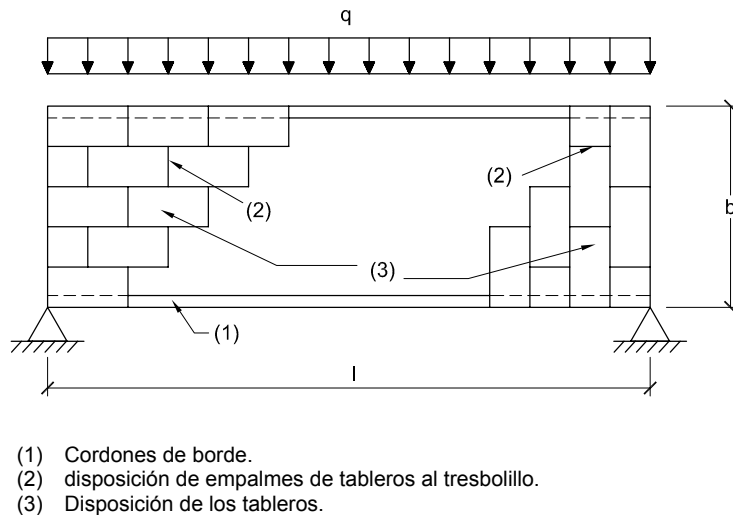 q
(2)
(2)
b
(3)
(1)
l
(1) Cordones de borde.
(2) disposición de empalmes de tableros al tresbolillo.
(3) Disposición de los tableros.